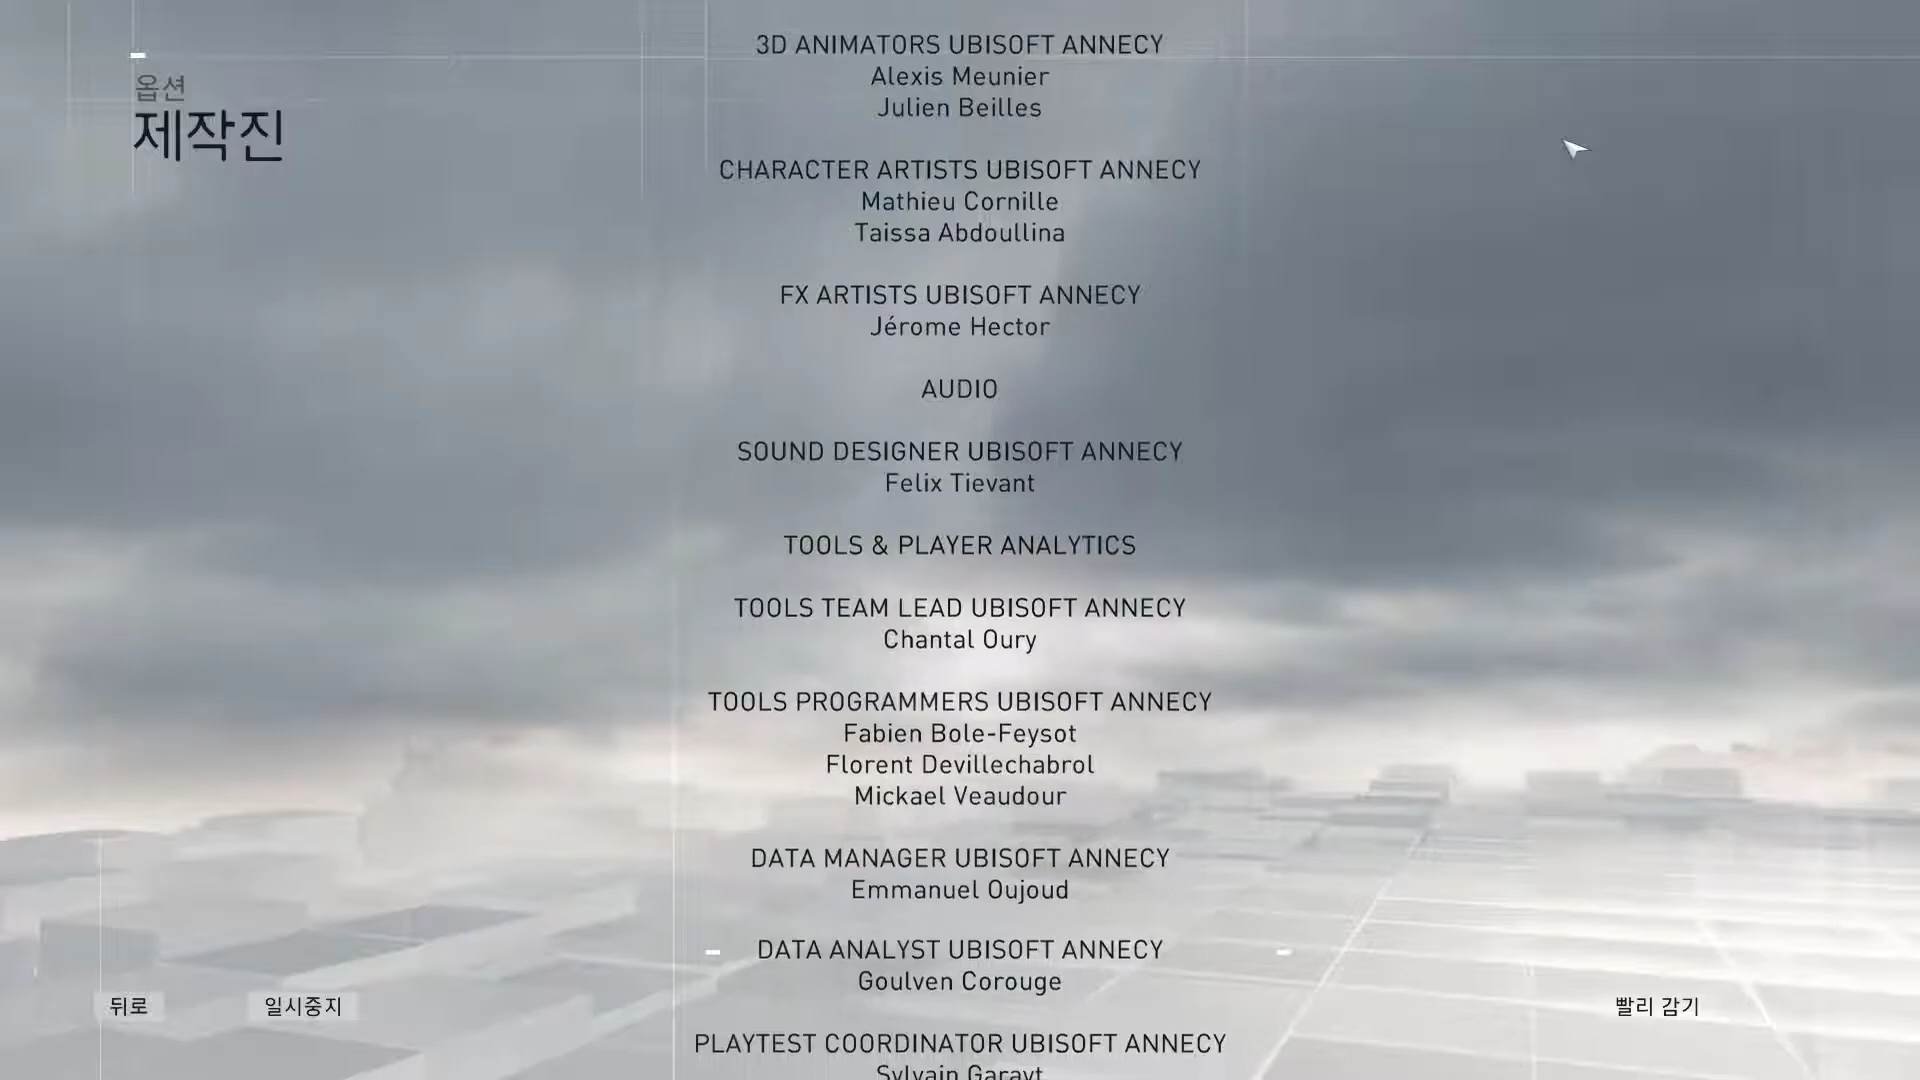 옵션
제작진
3D ANIMATORS UBISOFT ANNECY
Alexis Meunier
Julien Beilles
CHARACTER ARTISTS UBISOFT ANNECY
Mathieu Cornille
Taissa Abdoullina
FX ARTISTS UBISOFT ANNECY
Jérome Hector
AUDIO
SOUND DESIGNER UBISOFT ANNECY
Felix Tievant
TOOLS & PLAYER ANALYTICS
TOOLS TEAM LEAD UBISOFT ANNECY
Chantal Oury
TOOLS PROGRAMMERS UBISOFT ANNECY
Fabien Bole-Feysot
Florent Devillechabrol
Mickael Veaudour
DATA MANAGER UBISOFT ANNECY
Emmanuel Oujoud
DATA ANALYST UBISOFT ANNECY
Goulven Corouge
PLAYTEST COORDINATOR UBISOFT ANNECY
Sylvain
뒤로
일시중지
빨리 감기